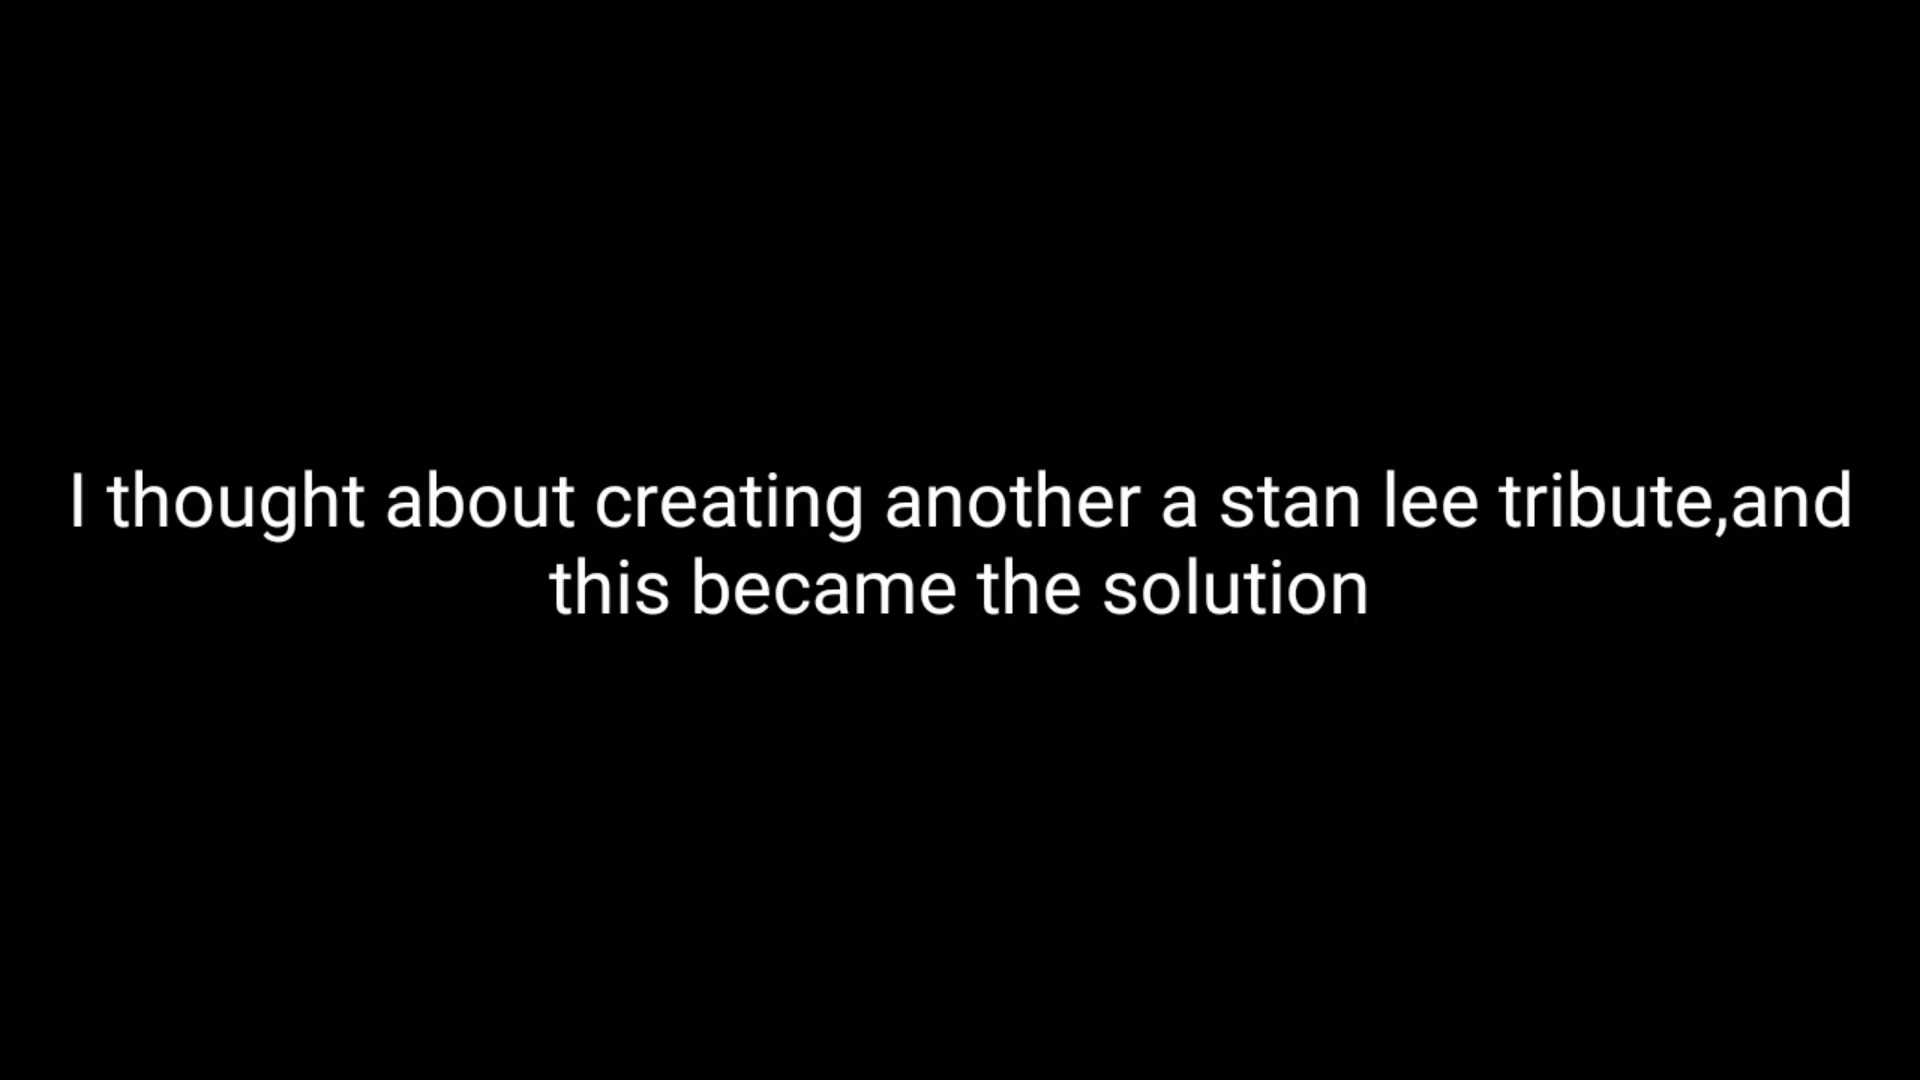 I thought about creating another a stan lee tribute,and
this became the solution